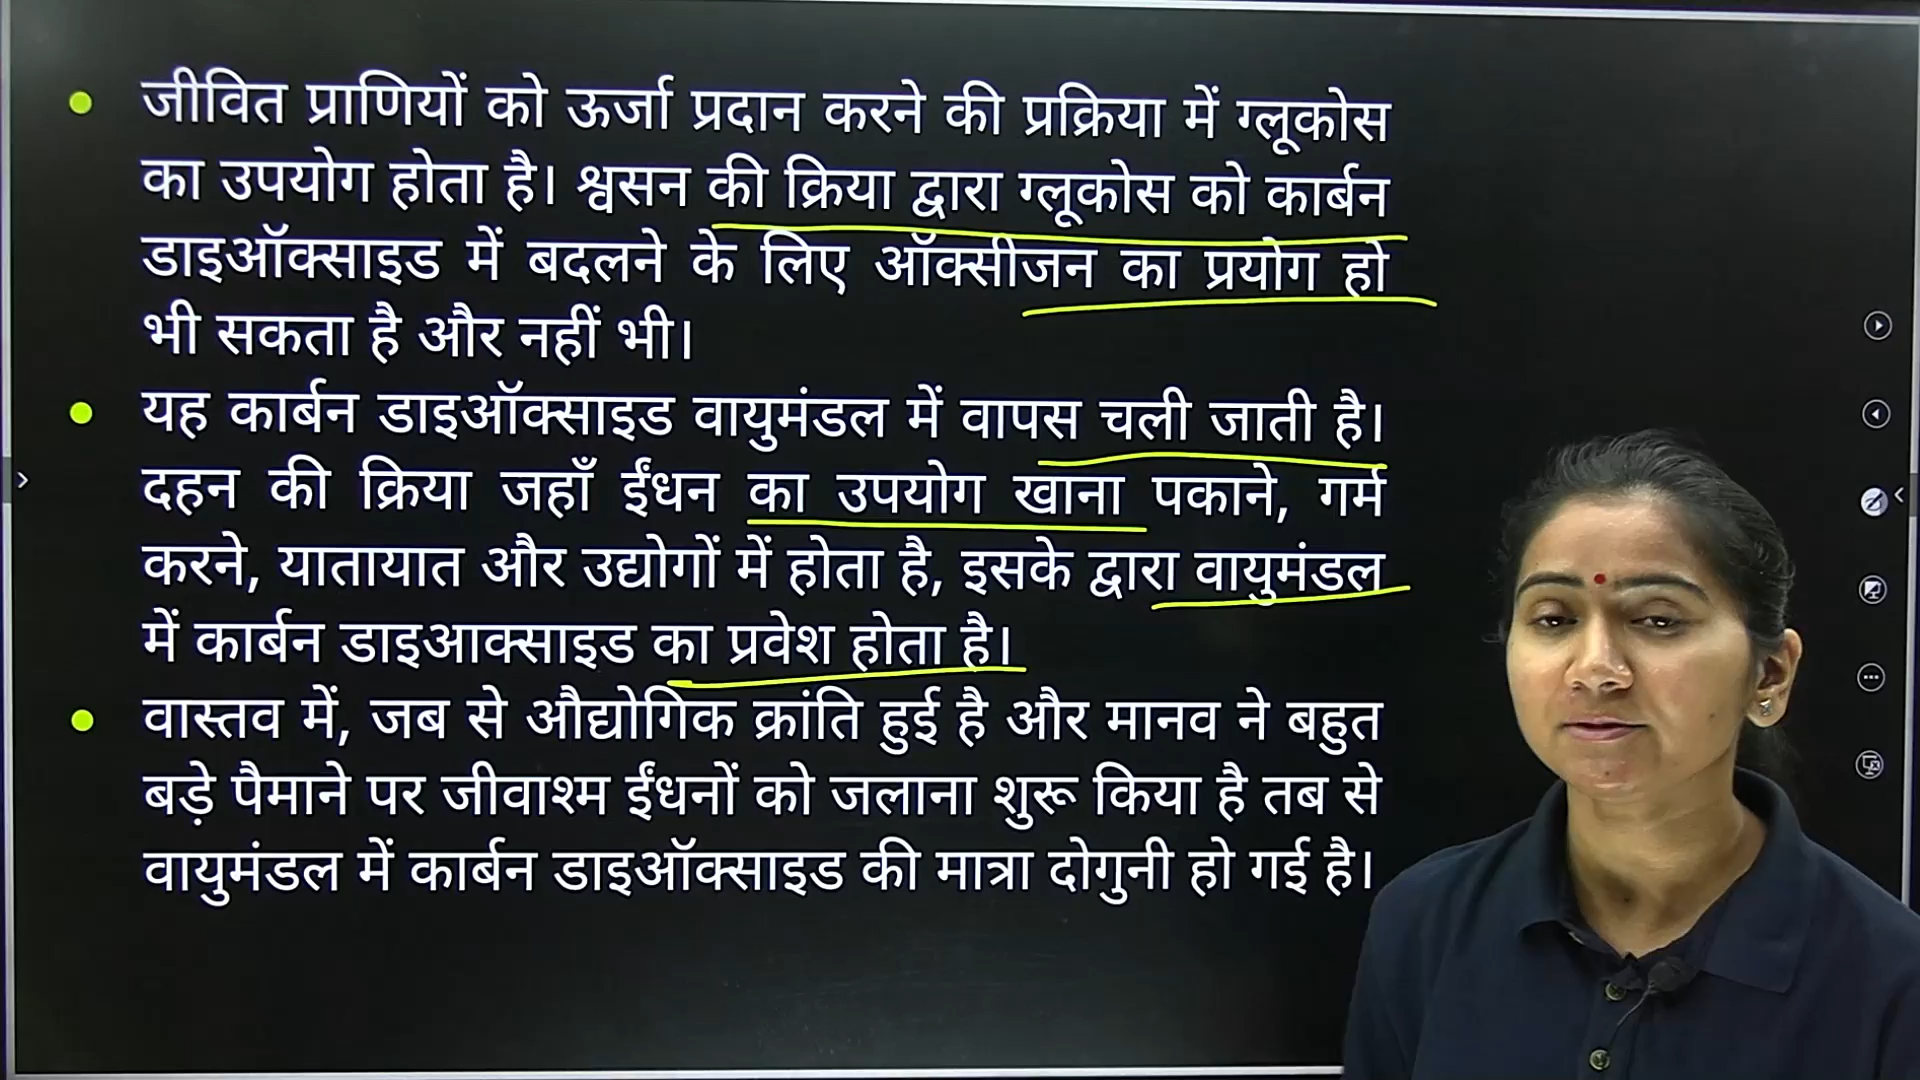 जीवित प्राणियों को ऊर्जा प्रदान करने की प्रक्रिया में ग्लूकोस
का उपयोग होता है। श्वसन की क्रिया द्वारा ग्लूकोस को कार्बन
डाइऑक्साइड में बदलने के लिए ऑक्सीजन का प्रयोग हो
भी सकता है और नहीं भी।
यह कार्बन डाइऑक्साइड वायुमंडल में वापस चली जाती है।
दहन की क्रिया जहाँ ईंधन का उपयोग खाना पकाने, गर्म
करने, यातायात और उद्योगों में होता है, इसके द्वारा वायुमंडल
में कार्बन डाइआक्साइड का प्रवेश होता है।
वास्तव में, जब से औद्योगिक क्रांति हुई है और मानव ने बहुत
बड़े पैमाने पर जीवाश्म ईंधनों को जलाना शुरू किया है तब से
वायुमंडल में कार्बन डाइऑक्साइड की मात्रा दोगुनी हो गई है।